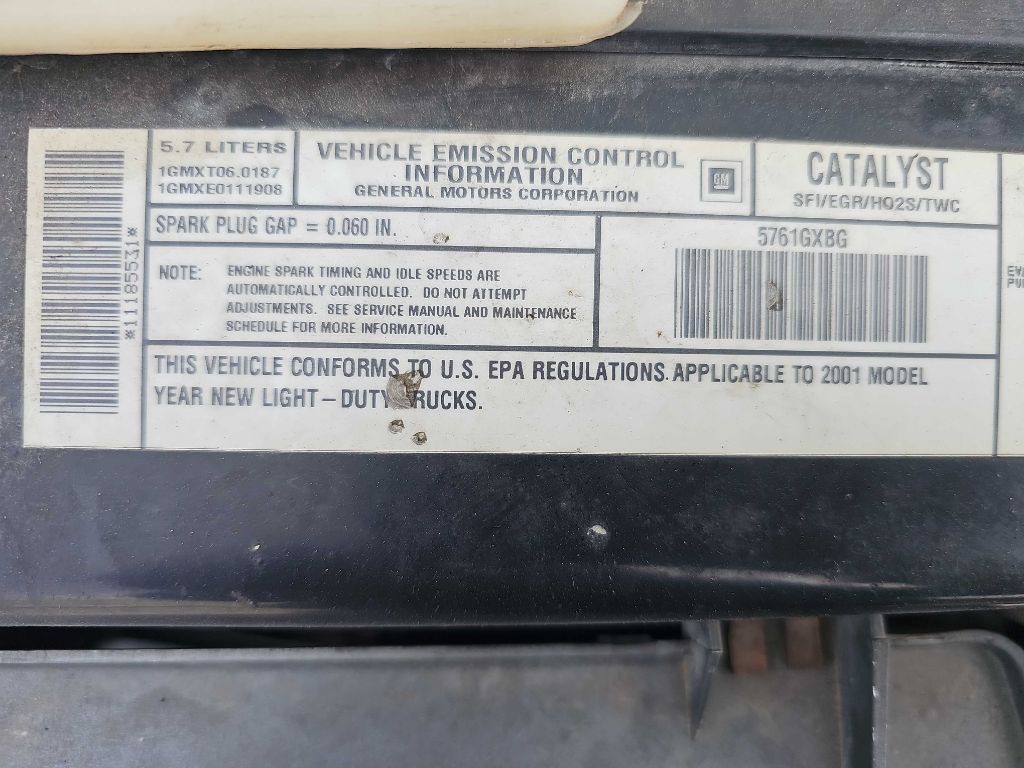 5.7 LITERS
1GMXT06.0187
1GMXE0111908
VEHICLE EMISSION CONTROL
INFORMATION
GENERAL MOTORS CORPORATION
GM
CATALYST
SFI/EGR/HO2S/TWC
SPARK PLUG GAP = 0.060 IN.
5761GXBG
NOTE: ENGINE SPARK TIMING AND IDLE SPEEDS ARE
AUTOMATICALLY CONTROLLED. DO NOT ATTEMPT
ADJUSTMENTS. SEE SERVICE MANUAL AND MAINTENANCE
SCHEDULE FOR MORE INFORMATION.
THIS VEHICLE CONFORMS TO U.S. EPA REGULATIONS APPLICABLE TO 2001 MODEL
YEAR NEW LIGHT-DUTY RUCKS.
*11185531*